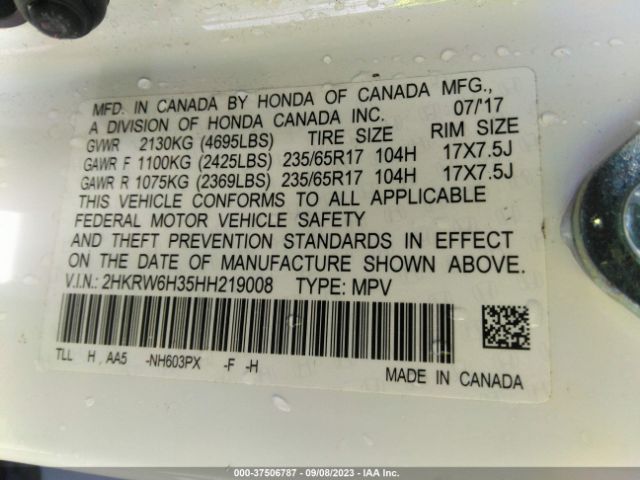 MFD. IN CANADA BY HONDA OF CANADA MFG.,
A DIVISION OF HONDA CANADA INC. 07/'17
GVWR 2130KG (4695LBS) TIRE SIZE RIM SIZE
GAWR F 1100KG (2425LBS) 235/65R17 104H 17X7.5J
GAWR R 1075KG (2369LBS) 235/65R17 104H 17X7.5J
THIS VEHICLE CONFORMS TO ALL APPLICABLE
FEDERAL MOTOR VEHICLE SAFETY
AND THEFT PREVENTION STANDARDS IN EFFECT
ON THE DATE OF MANUFACTURE SHOWN ABOVE.
V.I.N.: 2HKRW6H35HH219008 TYPE: MPV
TLL H , AA5 -NH603PX -F -H
MADE IN CANADA
000-37506787 - 09/08/2023 - IAA Inc.